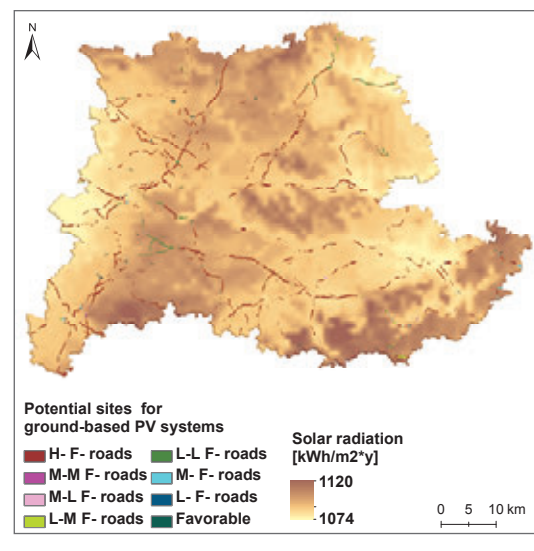 N
Potential sites for
ground-based PV systems
H- F- roads
L-L F- roads
M-M F- roads
M- F- roads
M-L F- roads
L- F- roads
L-M F- roads
Favorable
Solar radiation
[kWh/m2*y]
1120
1074
0 5 10 km